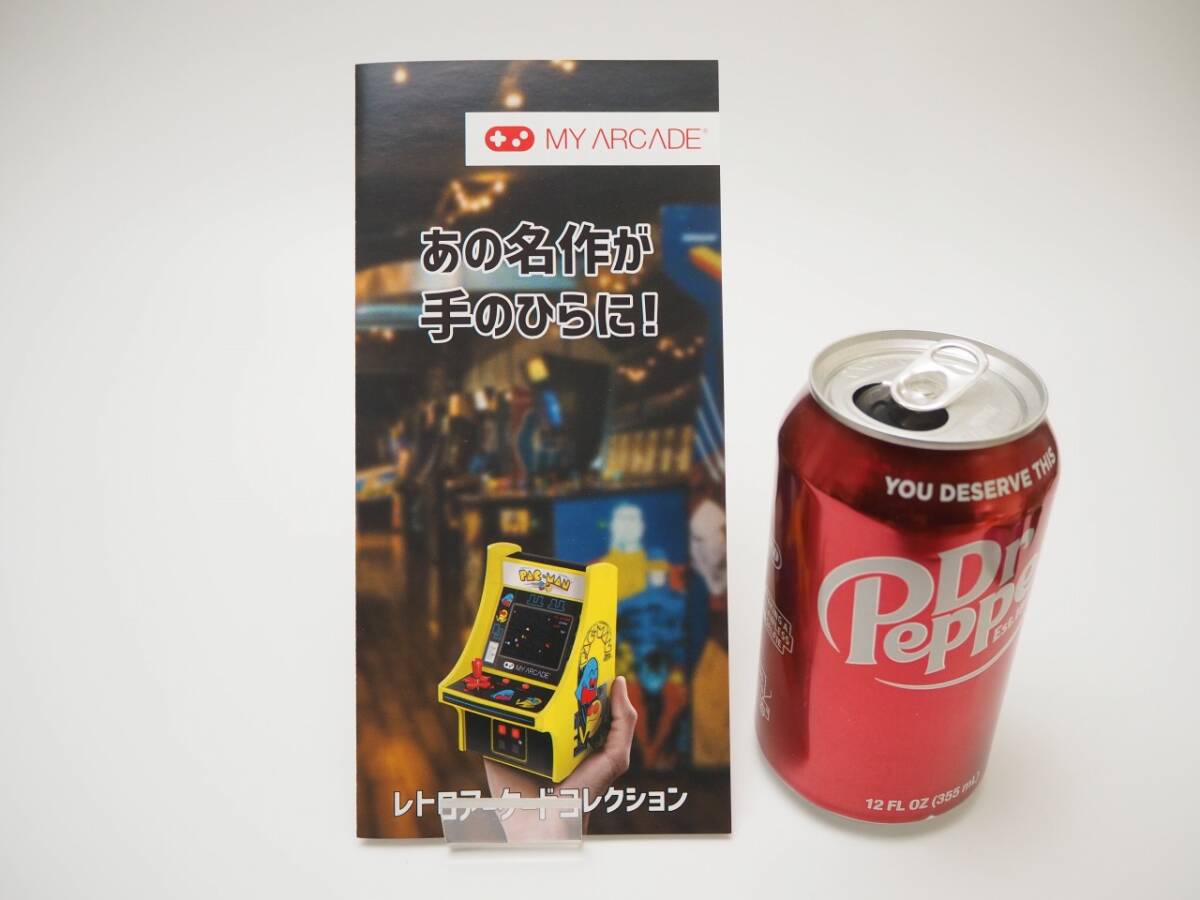 MY ARCADE®
あの名作が
手のひらに!
PAC-MAN
MY ARCADE
レトロアーケードコレクション
YOU DESERVE THIS
Dr
Pepper
12 FL OZ (355 mL)